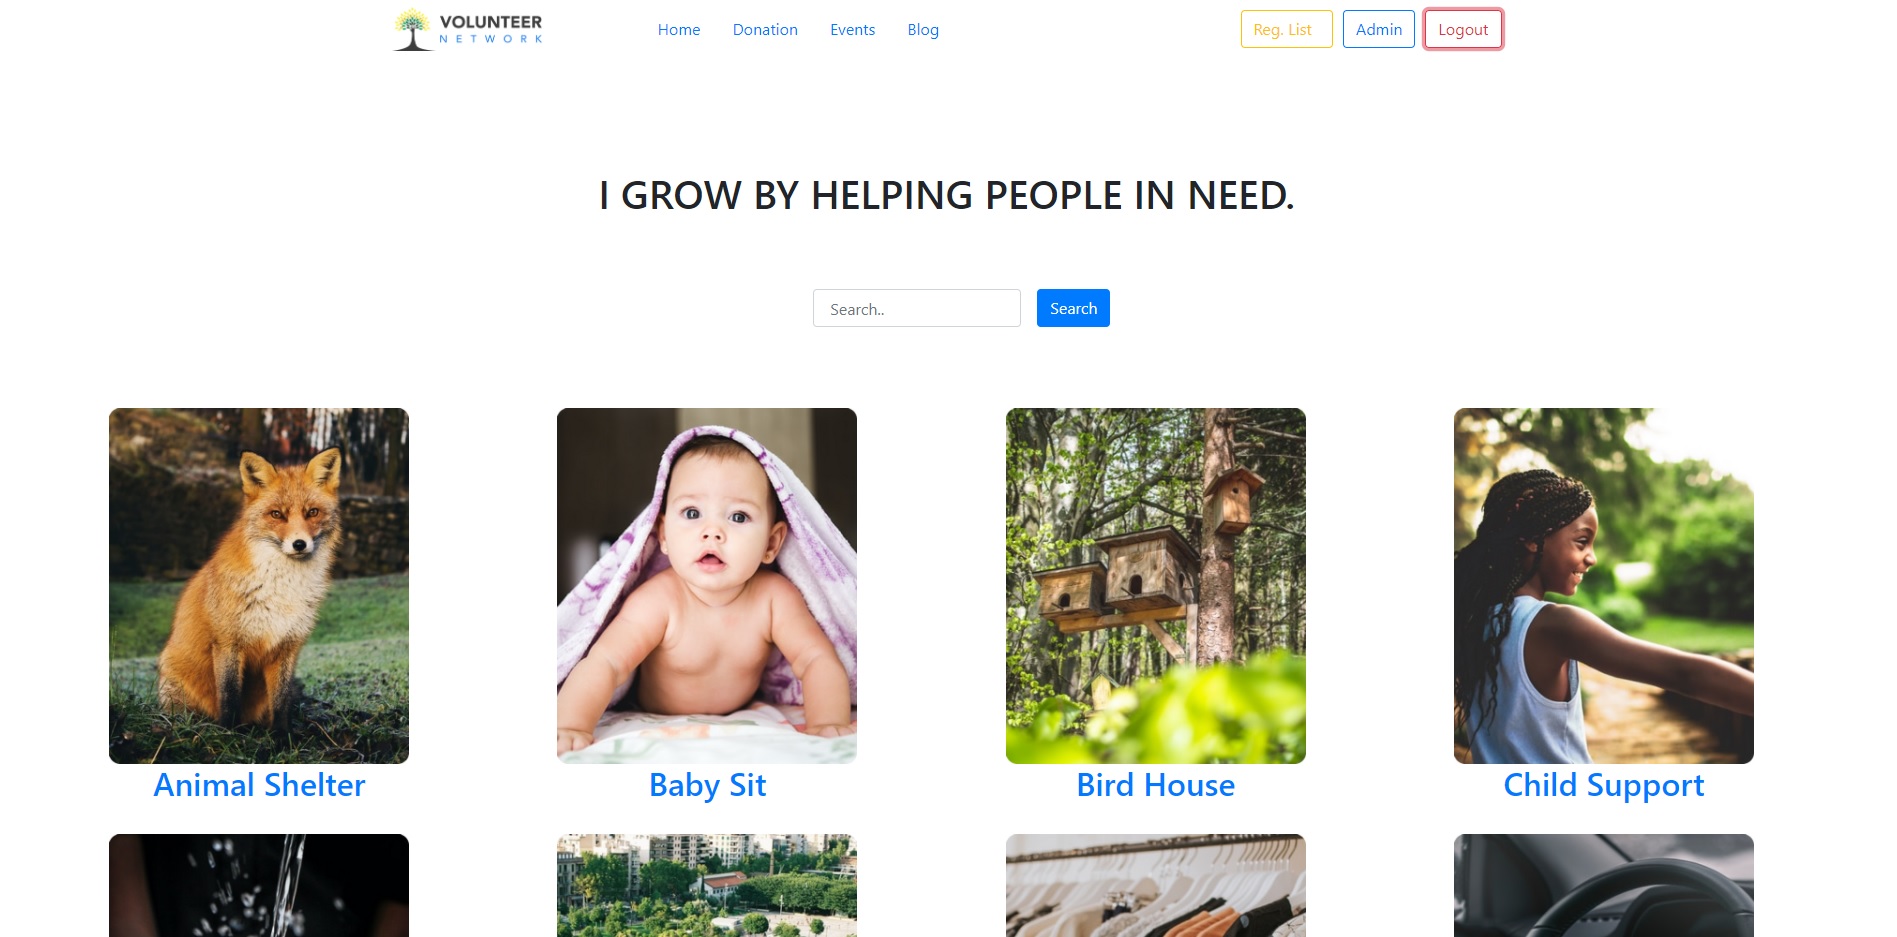 VOLUNTEER
NETWORK
Home Donation Events Blog
Reg. List Admin Logout
I GROW BY HELPING PEOPLE IN NEED.
Search.. Search
Animal Shelter Baby Sit Bird House Child Support